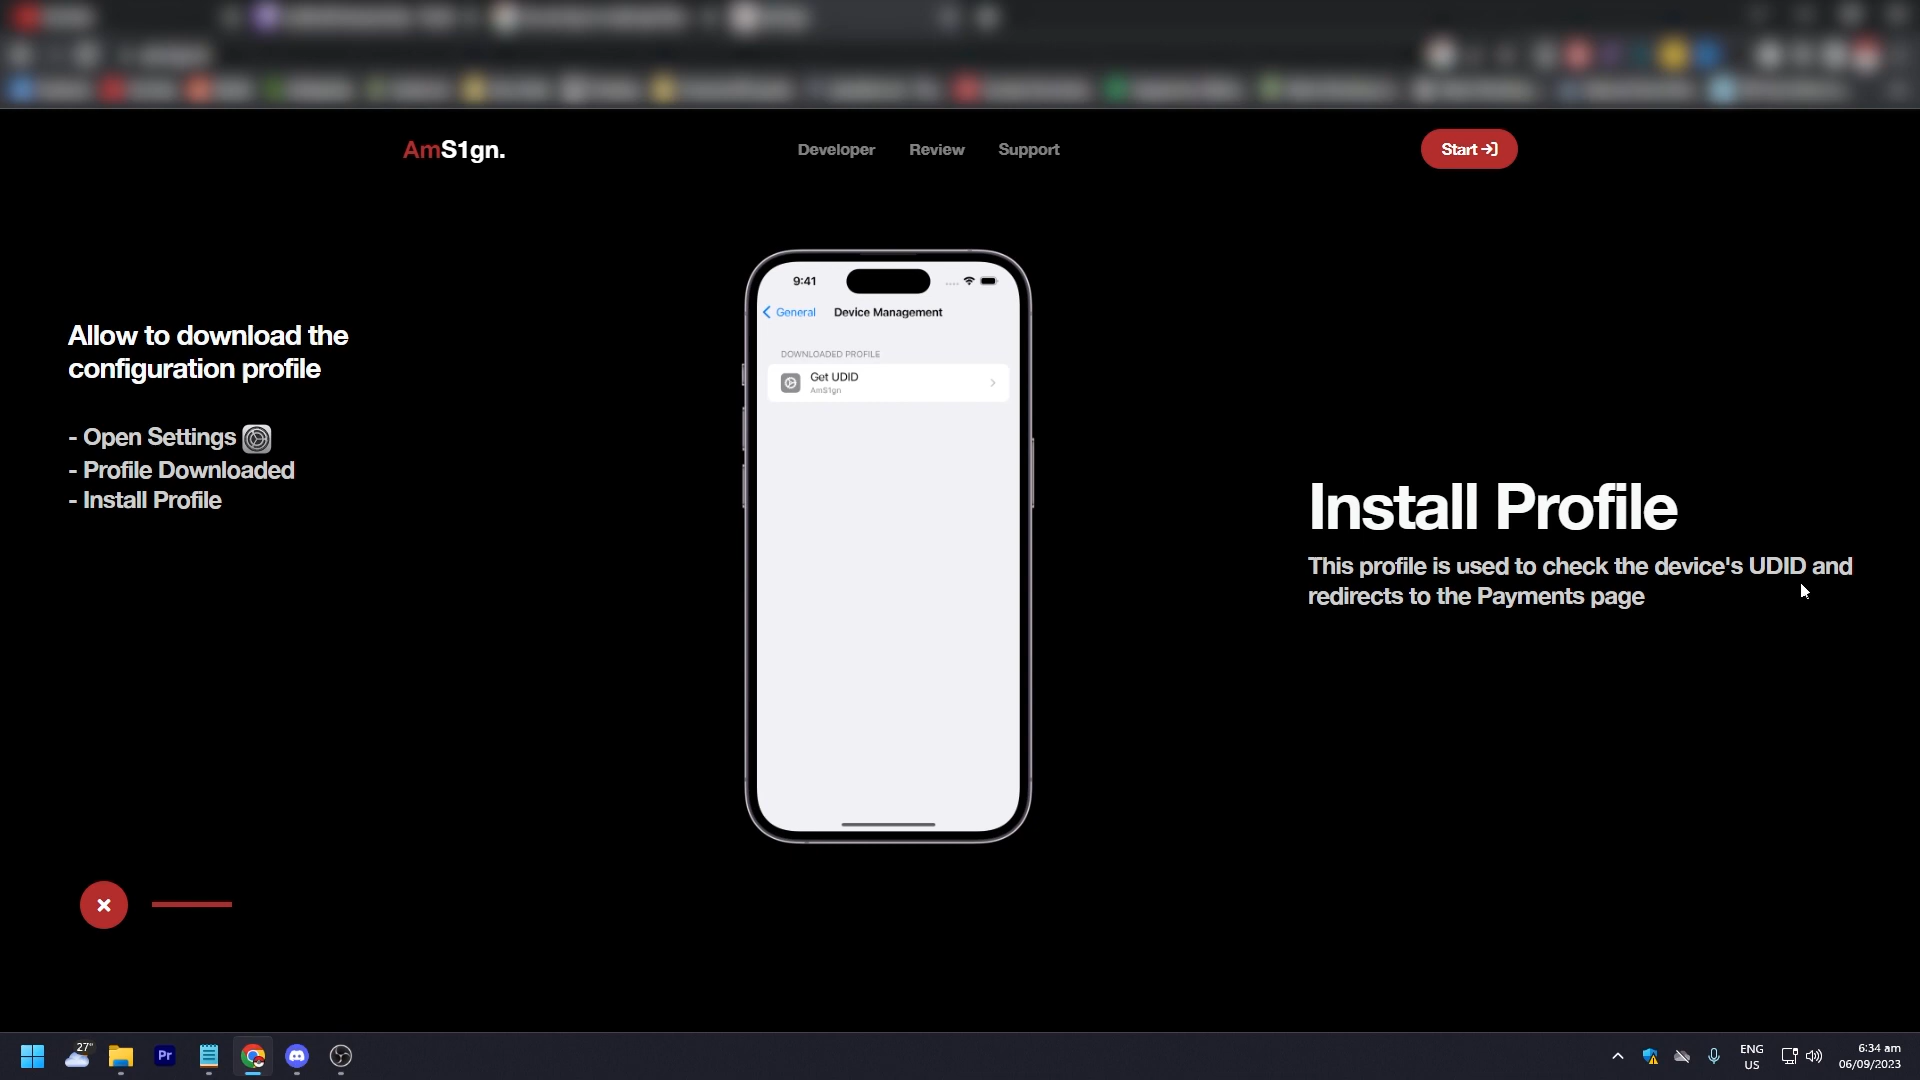 AmS1gn.
Developer
Review
Support
Start
Allow to download the
configuration profile
- Open Settings
- Profile Downloaded
- Install Profile
9:41
General
Device Management
DOWNLOADED PROFILE
Get UDID
AmS1gn
Install Profile
This profile is used to check the device's UDID and
redirects to the Payments page
27°
Pr
ENG
US
6:34 am
06/09/2023